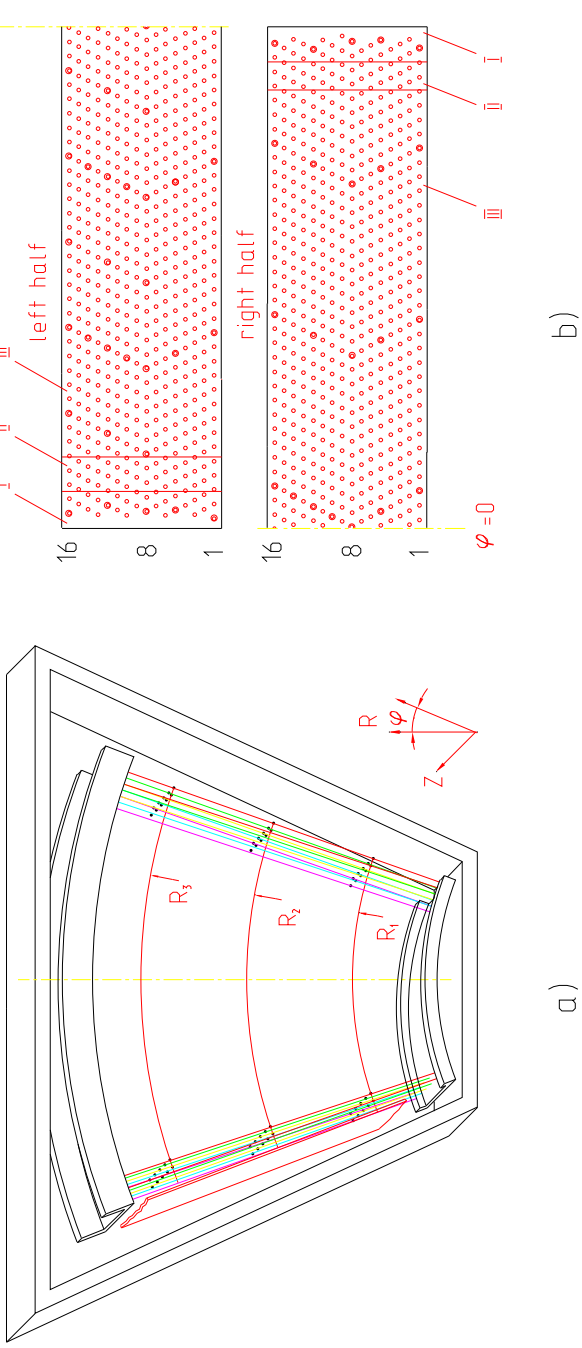 16
8
1
I
II
III
left half
16
8
1
φ=0
right half
I
II
III
b)
R₃
R₂
R₁
R
φ
Z
a)